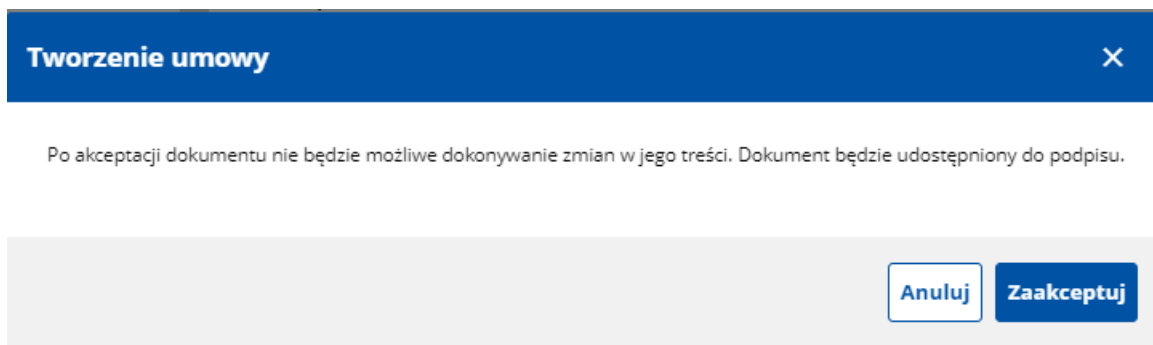 Tworzenie umowy
Po akceptacji dokumentu nie będzie możliwe dokonywanie zmian w jego treści. Dokument będzie udostępniony do podpisu.
Anuluj Zaakceptuj